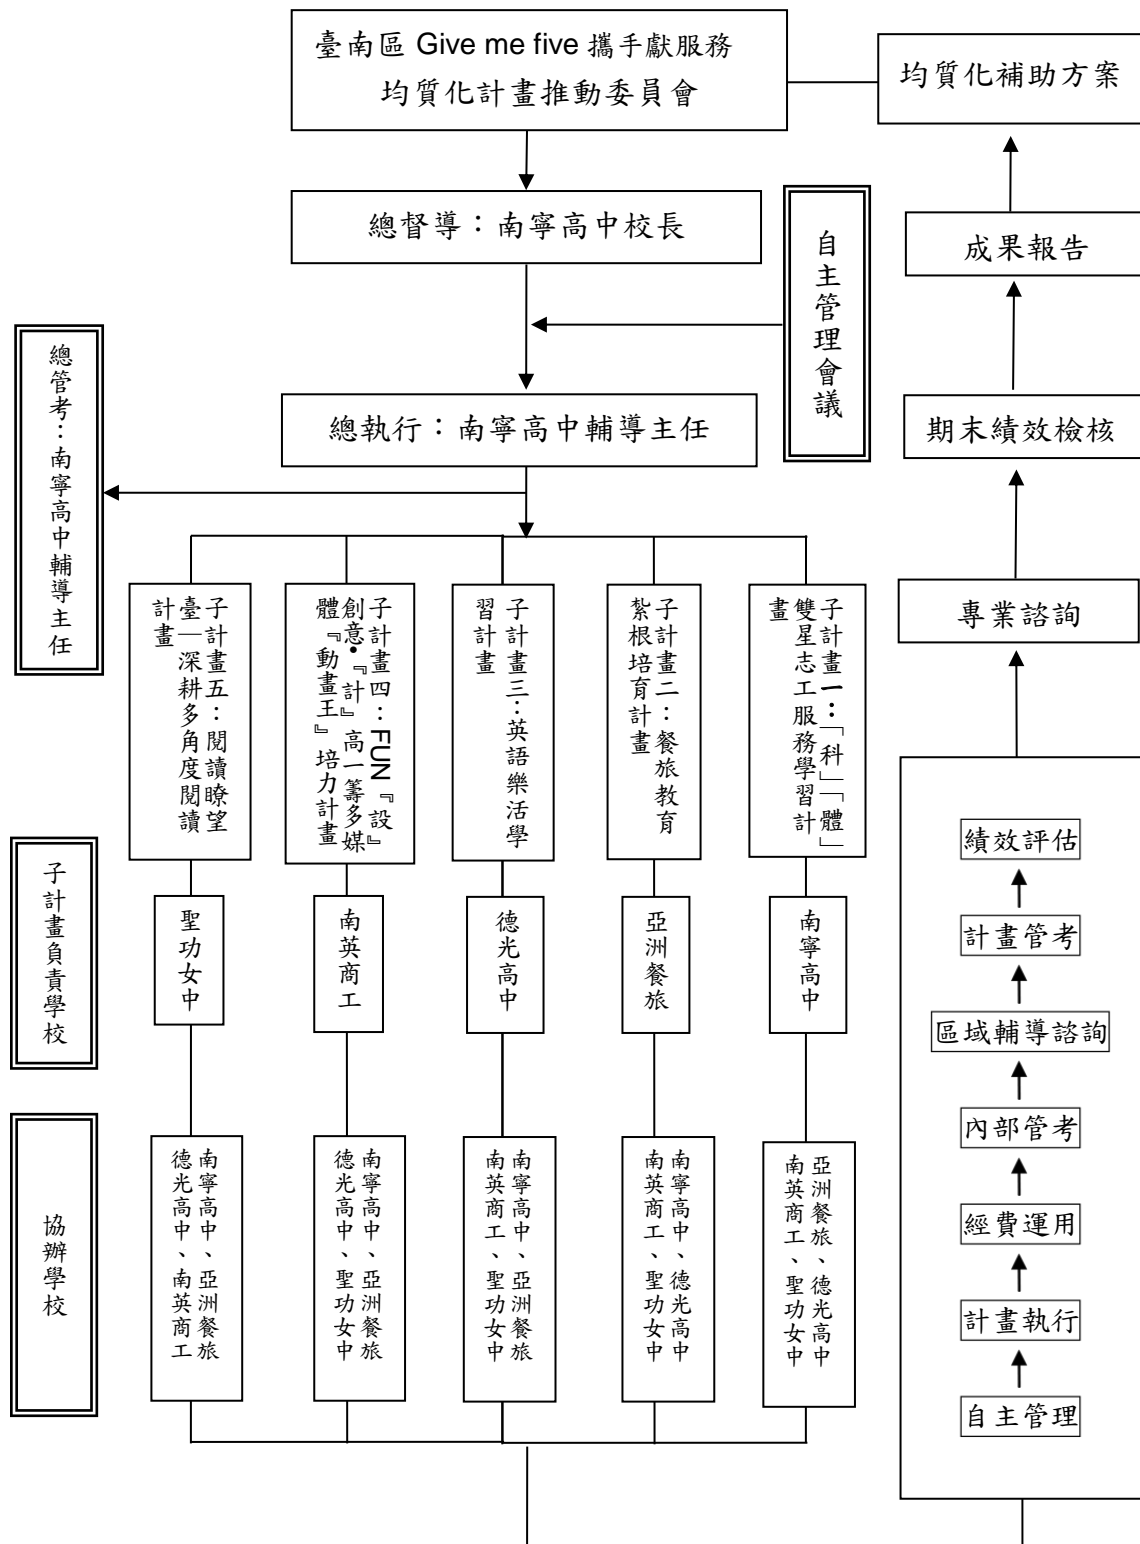 臺南區 Give me five 攜手獻服務
均質化計畫推動委員會
均質化補助方案
總督導：南寧高中校長
自主管理會議
成果報告
總管考：南寧高中輔導主任
總執行：南寧高中輔導主任
期末績效檢核
專業諮詢
子計畫一：「科」「體」
雙星志工服務學習計
畫
子計畫二：餐旅教育
紮根培育計畫
子計畫三：英語樂活學
習計畫
子計畫四：FUN『設』
創意•『計』高一籌多媒
體『動畫王』培力計畫
子計畫五：閱讀瞭望
臺—深耕多角度閱讀
計畫
子計畫負責學校
聖功女中
南英商工
德光高中
亞洲餐旅
南寧高中
協辦學校
南寧高中、亞洲餐旅
德光高中、南英商工
南寧高中、亞洲餐旅
德光高中、聖功女中
南寧高中、亞洲餐旅
南英商工、聖功女中
南寧高中、德光高中
南英商工、聖功女中
亞洲餐旅、德光高中
南英商工、聖功女中
績效評估
計畫管考
區域輔導諮詢
內部管考
經費運用
計畫執行
自主管理